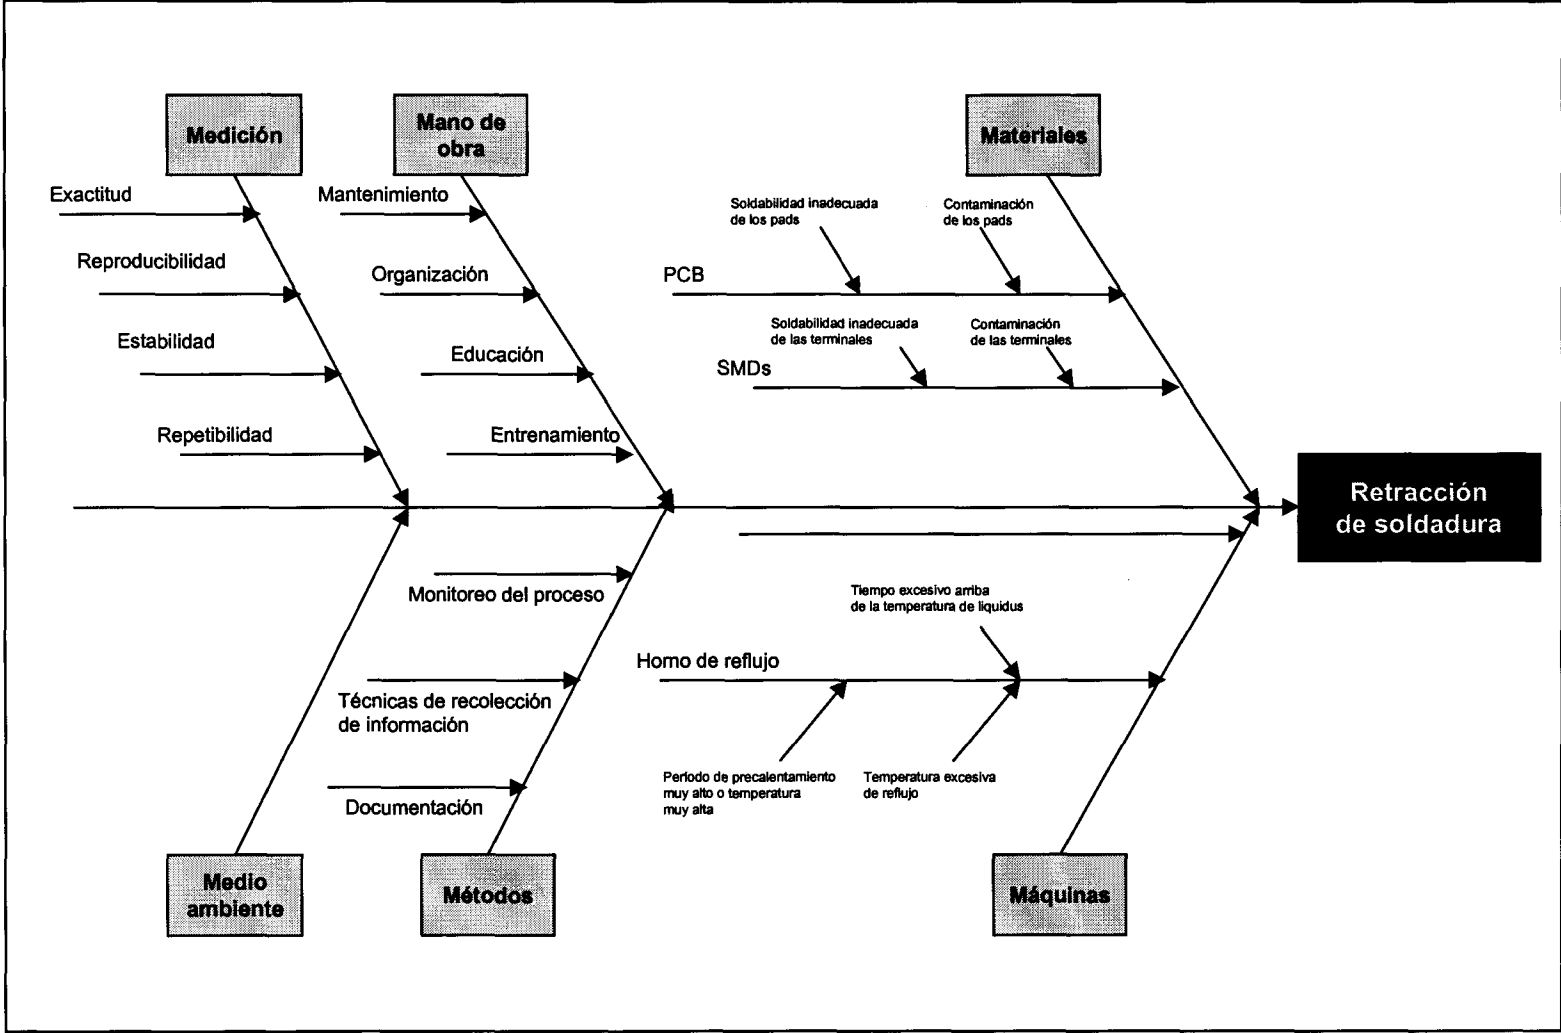 Medición
Mano de
obra
Materiales
Exactitud
Mantenimiento
Soldabilidad inadecuada
de los pads
Contaminación
de los pads
Reproducibilidad
Organización
PCB
Estabilidad
Educación
Soldabilidad inadecuada
de las terminales
Contaminación
de las terminales
SMDs
Repetibilidad
Entrenamiento
Retracción
de soldadura
Monitoreo del proceso
Tiempo excesivo arriba
de la temperatura de liquidus
Horno de reflujo
Técnicas de recolección
de información
Período de precalentamiento
muy alto o temperatura
muy alta
Temperatura excesiva
de reflujo
Documentación
Medio
ambiente
Métodos
Máquinas